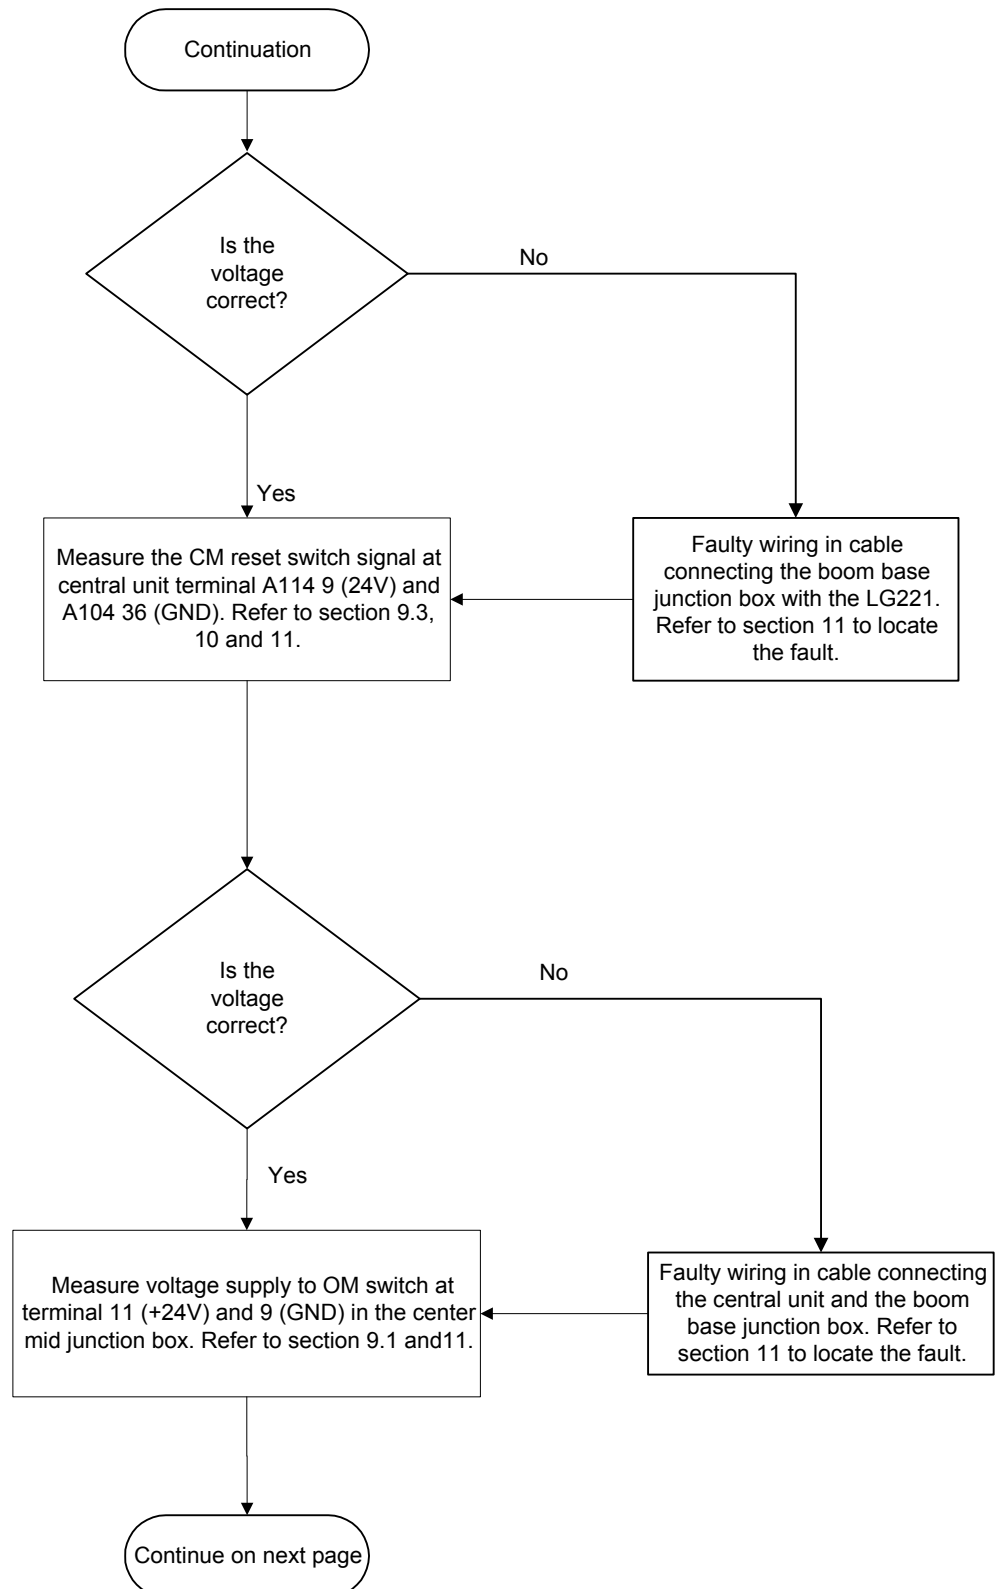 Continuation
Is the
voltage
correct?
No
Yes
Measure the CM reset switch signal at
central unit terminal A114 9 (24V) and
A104 36 (GND). Refer to section 9.3,
10 and 11.
Faulty wiring in cable
connecting the boom base
junction box with the LG221.
Refer to section 11 to locate
the fault.
Is the
voltage
correct?
No
Yes
Measure voltage supply to OM switch at
terminal 11 (+24V) and 9 (GND) in the center
mid junction box. Refer to section 9.1 and11.
Faulty wiring in cable connecting
the central unit and the boom
base junction box. Refer to
section 11 to locate the fault.
Continue on next page